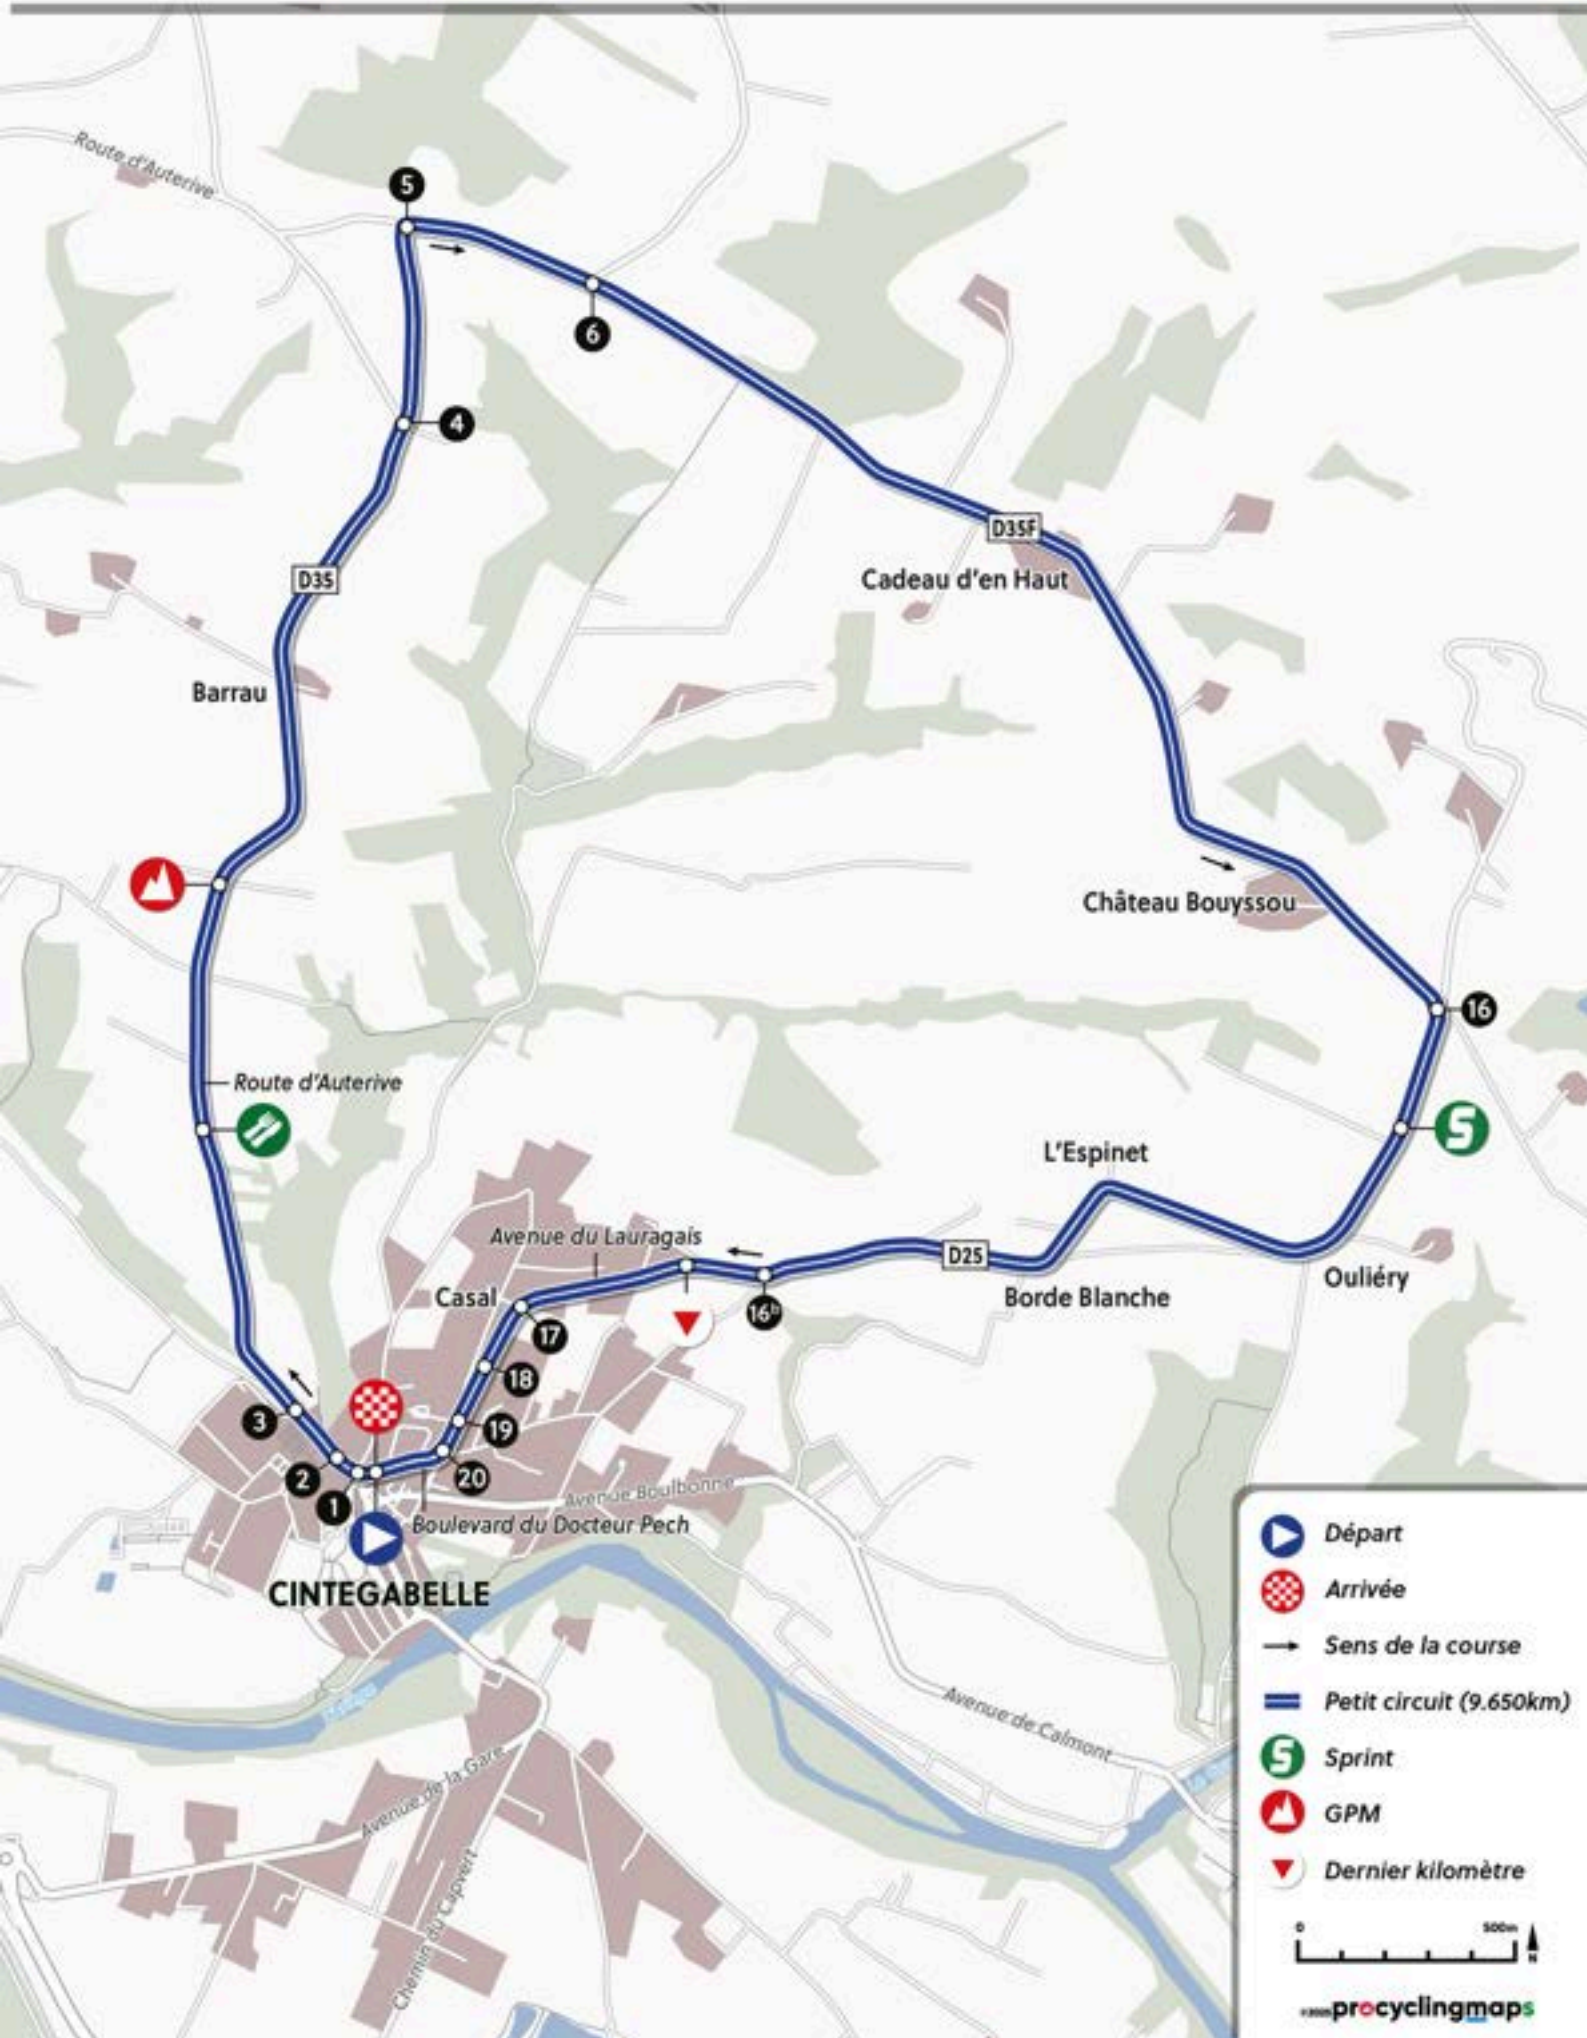 Route d'Auterive
5
6
4
D35F
Cadeau d'en Haut
D35
Barrau
Château Bouyssou
16
Route d'Auterive
S
L'Espinet
Avenue du Lauragais
D25
Ouliéry
Casal
Borde Blanche
16b
17
18
3
19
2
20
1
Avenue Boulbonne
Boulevard du Docteur Pech
CINTEGABELLE
Avenue de Calmont
Avenue de la Gare
Chemin du Capvert
Départ
Arrivée
Sens de la course
Petit circuit (9.650km)
S Sprint
GPM
Dernier kilomètre
0 500m
N
procyclingmaps